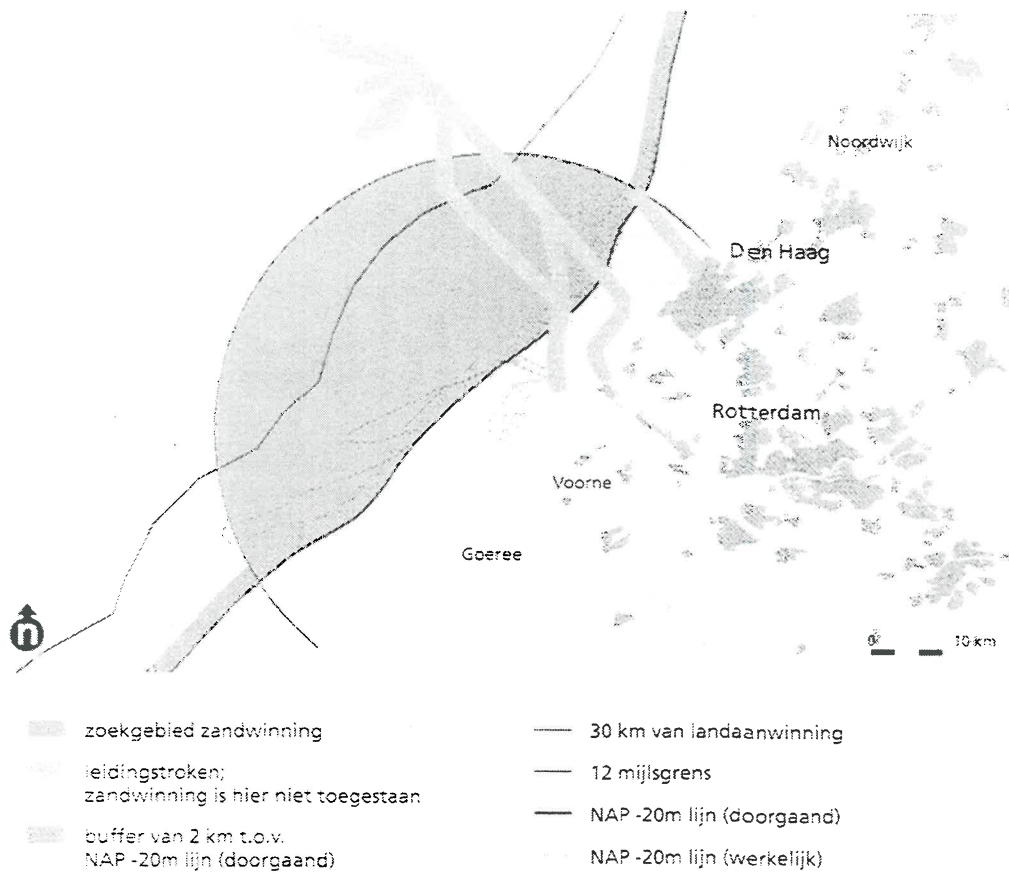 Noordwijk
Den Haag
Rotterdam
Voorne
Goeree
n
0 10 km
zoekgebied zandwinning
leidingstroken;
zandwinning is hier niet toegestaan
buffer van 2 km t.o.v.
NAP -20m lijn (doorgaand)
30 km van landaanwinning
12 mijlsgrens
NAP -20m lijn (doorgaand)
NAP -20m lijn (werkelijk)